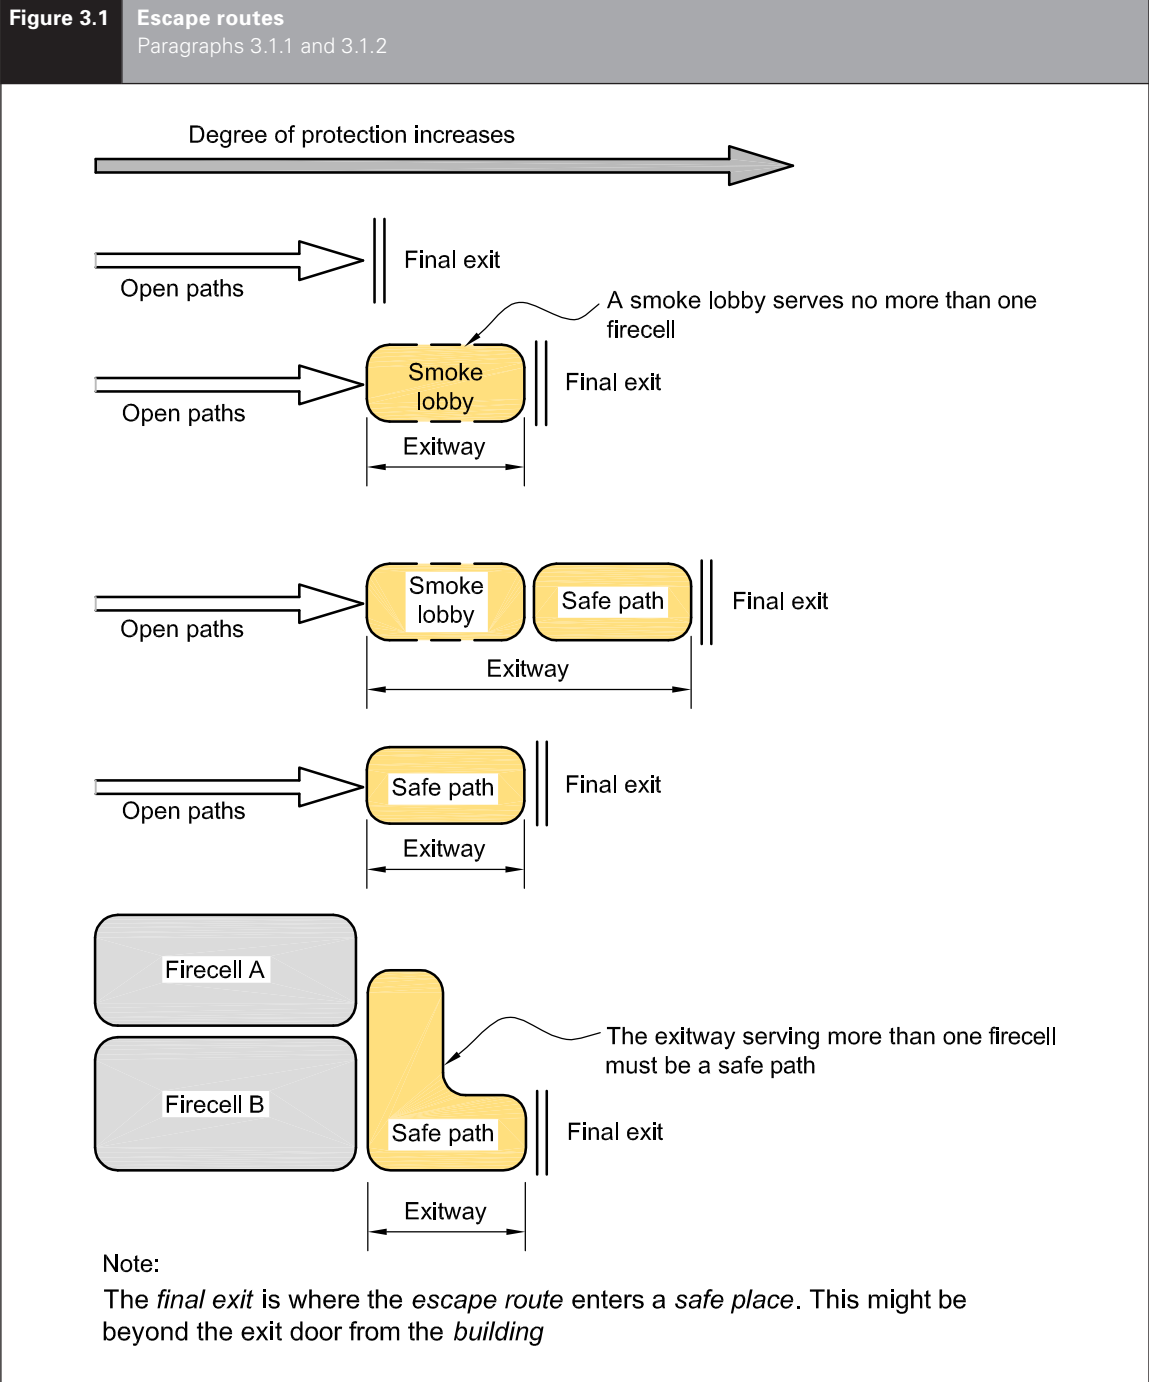 Figure 3.1
Escape routes
Paragraphs 3.1.1 and 3.1.2
Degree of protection increases
Open paths
Final exit
A smoke lobby serves no more than one
firecell
Open paths
Smoke
lobby
Final exit
Exitway
Open paths
Smoke
lobby
Safe path
Final exit
Exitway
Open paths
Safe path
Final exit
Exitway
Firecell A
Firecell B
The exitway serving more than one firecell
must be a safe path
Safe path
Final exit
Exitway
Note:
The final exit is where the escape route enters a safe place. This might be
beyond the exit door from the building